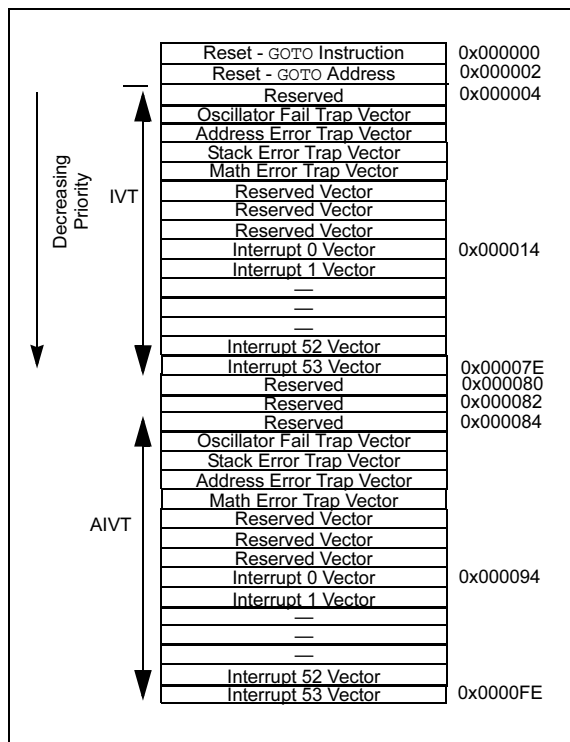 Reset - GOTO Instruction 0x000000
Reset - GOTO Address 0x000002
Reserved 0x000004
Oscillator Fail Trap Vector
Address Error Trap Vector
Stack Error Trap Vector
Math Error Trap Vector
Reserved Vector
Reserved Vector
Reserved Vector
Interrupt 0 Vector 0x000014
Interrupt 1 Vector
—
—
—
Interrupt 52 Vector
Interrupt 53 Vector 0x00007E
Reserved 0x000080
Reserved 0x000082
Reserved 0x000084
Oscillator Fail Trap Vector
Stack Error Trap Vector
Address Error Trap Vector
Math Error Trap Vector
Reserved Vector
Reserved Vector
Reserved Vector
Interrupt 0 Vector 0x000094
Interrupt 1 Vector
—
—
—
Interrupt 52 Vector
Interrupt 53 Vector 0x0000FE
Decreasing
Priority
IVT
AIVT